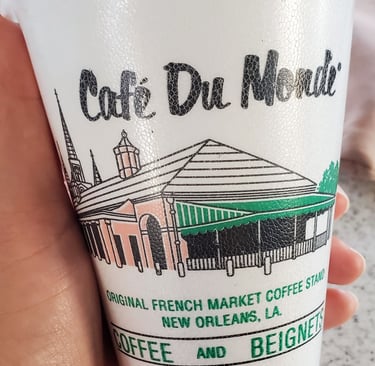 Café Du Monde
ORIGINAL FRENCH MARKET COFFEE STAND
NEW ORLEANS, LA.
COFFEE AND BEIGNETS